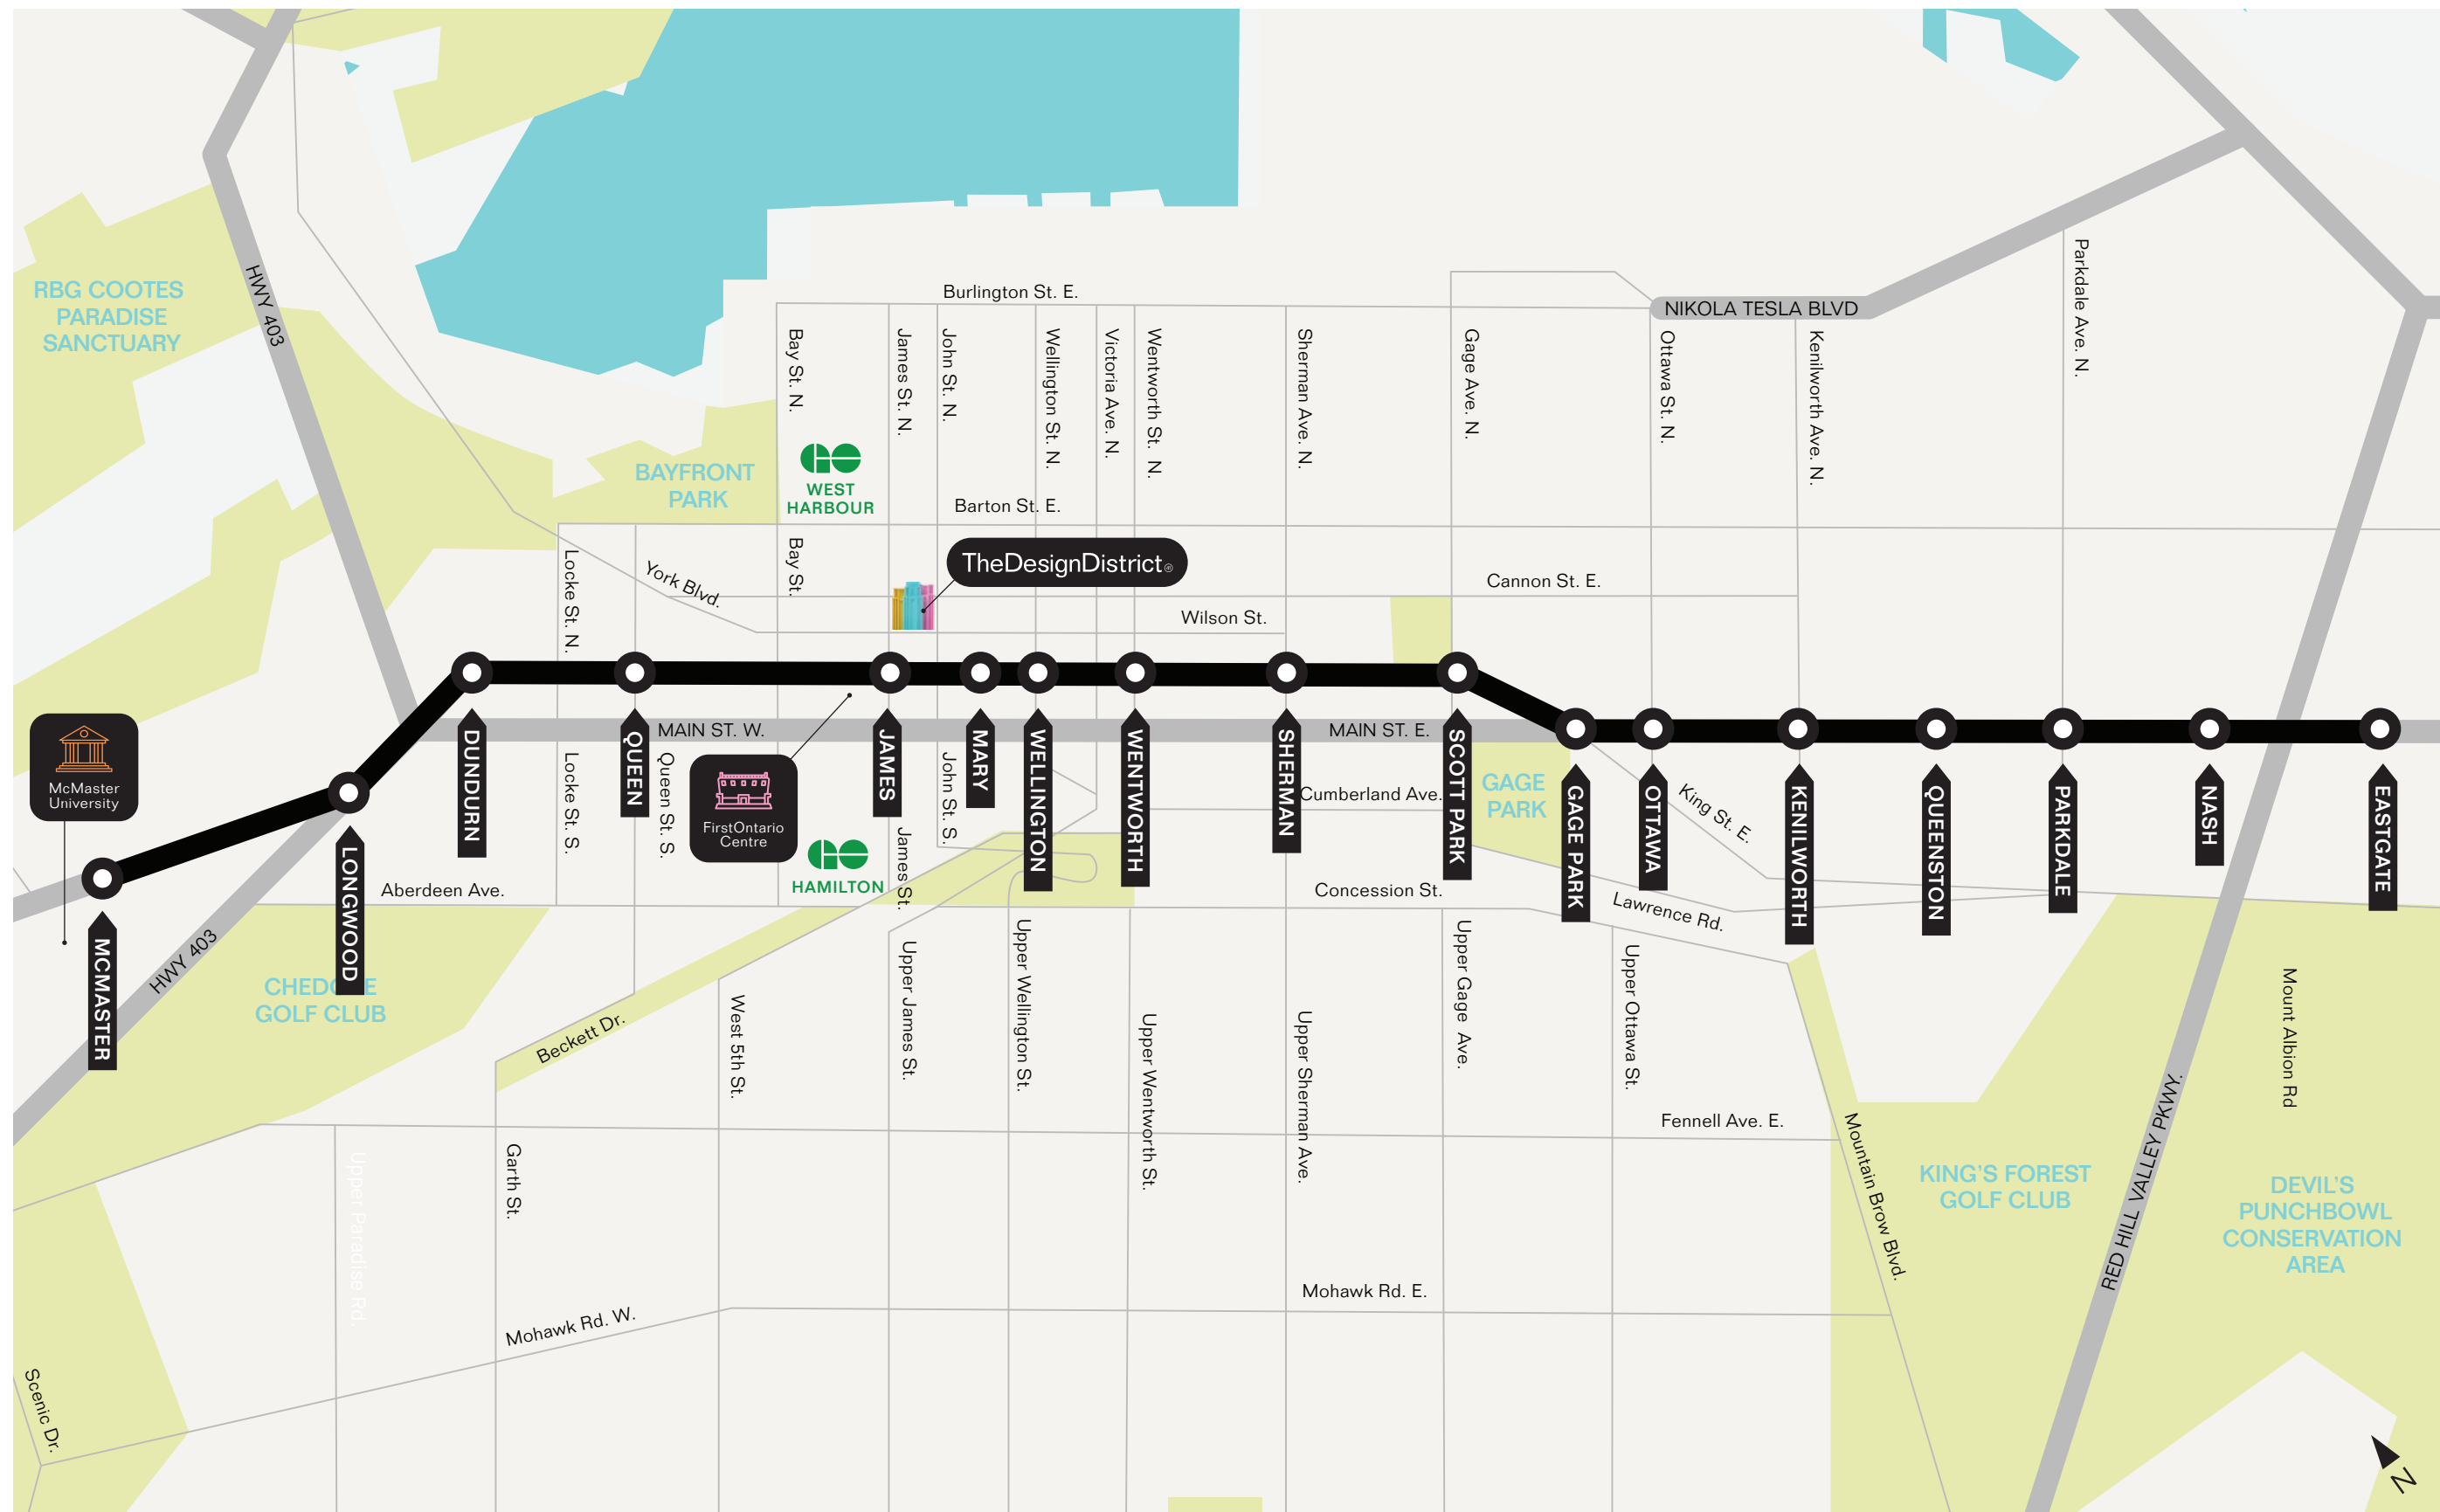 RBG COOTES
PARADISE
SANCTUARY
HWY 403
Burlington St. E.
NIKOLA TESLA BLVD
Parkdale Ave. N.
Bay St. N.
James St. N.
John St. N.
Wellington St. N.
Victoria Ave. N.
Wentworth St. N.
Sherman Ave. N.
Gage Ave. N.
Ottawa St. N.
Kenilworth Ave. N.
BAYFRONT
PARK
WEST
HARBOUR
Barton St. E.
Locke St. N.
York Blvd.
Bay St.
TheDesignDistrict®
Cannon St. E.
Wilson St.
McMaster
University
MAIN ST. W.
MAIN ST. E.
DUNDURN
QUEEN
JAMES
MARY
WELLINGTON
WENTWORTH
SHERMAN
SCOTT PARK
GAGE PARK
OTTAWA
KENILWORTH
QUEENSTON
PARKDALE
NASH
EASTGATE
LONGWOOD
MCMASTER
Locke St. S.
Queen St. S.
FirstOntario
Centre
John St. S.
GO
HAMILTON
James St.
Cumberland Ave.
GAGE
PARK
King St. E.
Aberdeen Ave.
Concession St.
Lawrence Rd.
HWY 403
GOLF CLUB
Beckett Dr.
West 5th St.
Upper James St.
Upper Wellington St.
Upper Wentworth St.
Upper Sherman Ave.
Upper Gage Ave.
Upper Ottawa St.
Mount Albion Rd
Fennell Ave. E.
Mountain Brow Blvd.
Upper Paradise Rd.
Garth St.
KING'S FOREST
GOLF CLUB
RED HILL VALLEY PKWY.
DEVIL'S
PUNCHBOWL
CONSERVATION
AREA
Mohawk Rd. E.
Mohawk Rd. W.
Scenic Dr.
N